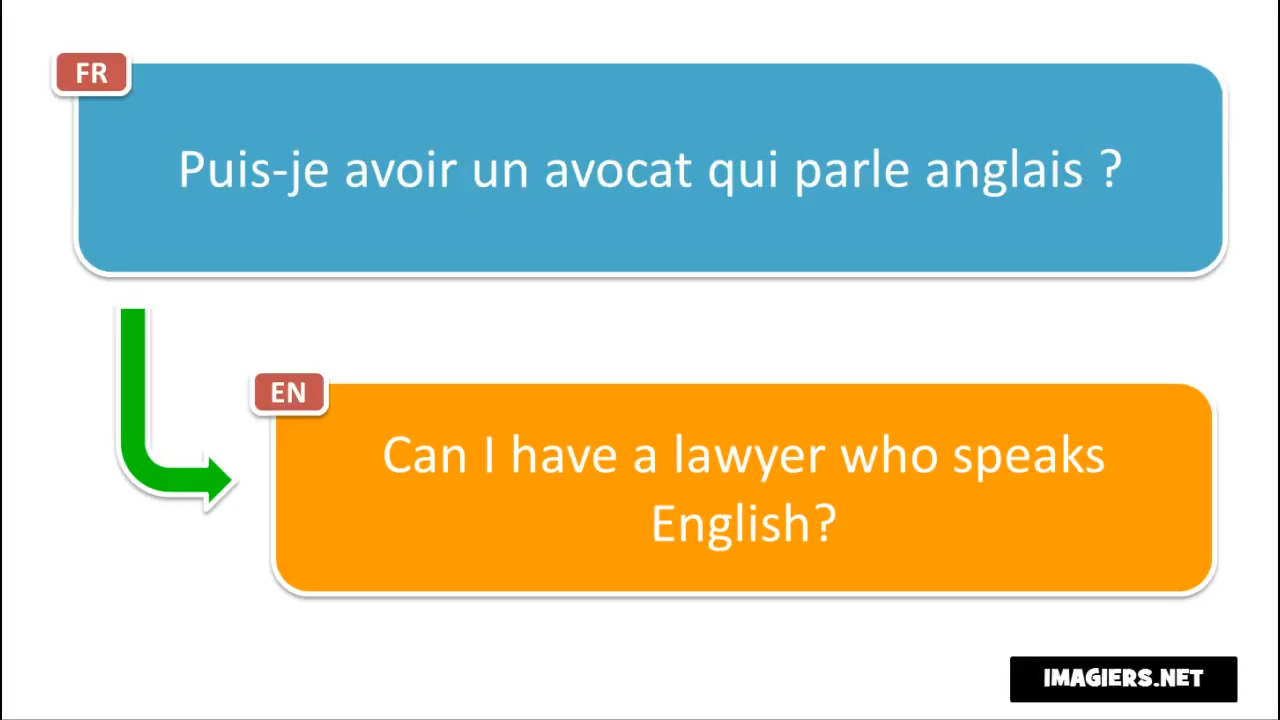 FR
Puis-je avoir un avocat qui parle anglais ?
EN
Can I have a lawyer who speaks
English?
IMAGIERS.NET